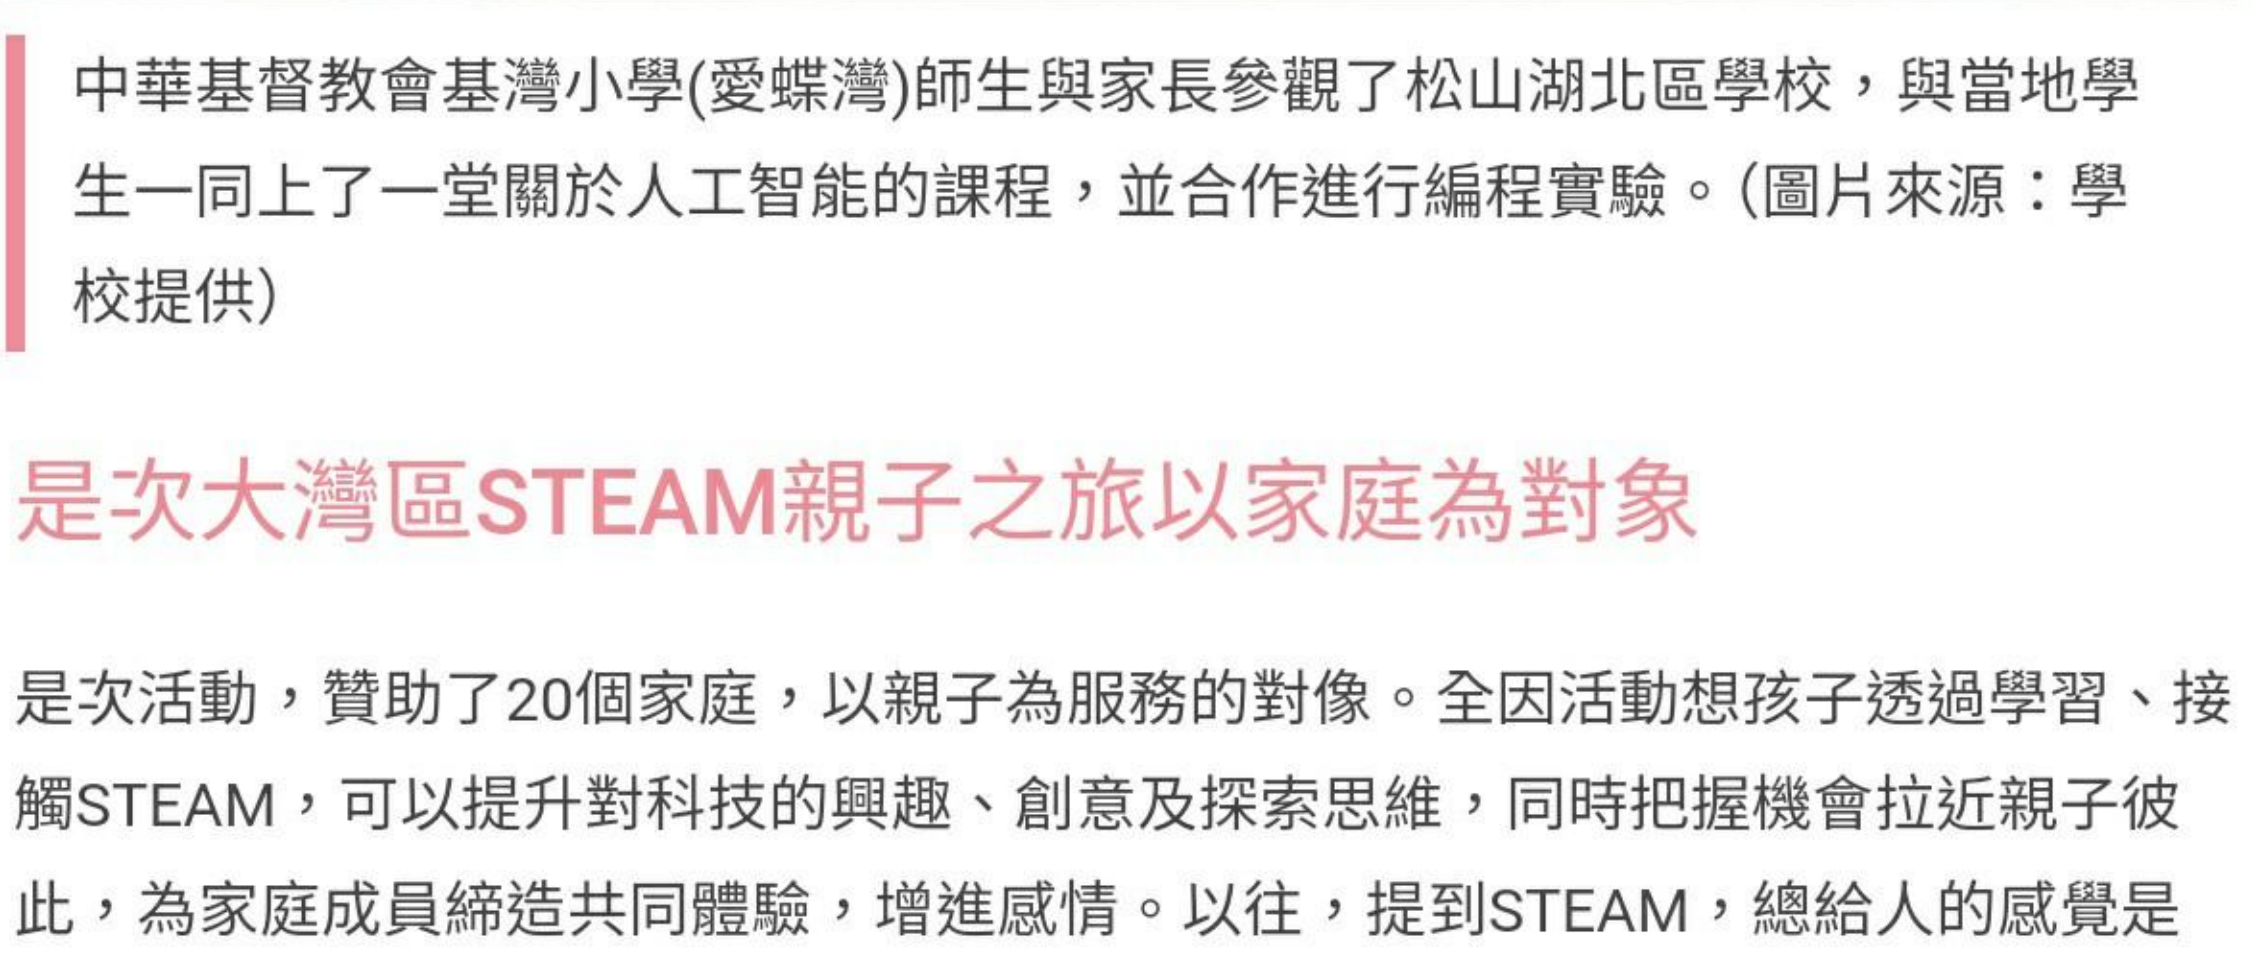 中華基督教會基灣小學(愛蝶灣)師生與家長參觀了松山湖北區學校，與當地學
生一同上了一堂關於人工智能的課程，並合作進行編程實驗。（圖片來源：學
校提供）
是次大灣區STEAM親子之旅以家庭為對象
是次活動，贊助了20個家庭，以親子為服務的對像。全因活動想孩子透過學習、接
觸STEAM，可以提升對科技的興趣、創意及探索思維，同時把握機會拉近親子彼
此，為家庭成員締造共同體驗，增進感情。以往，提到STEAM，總給人的感覺是